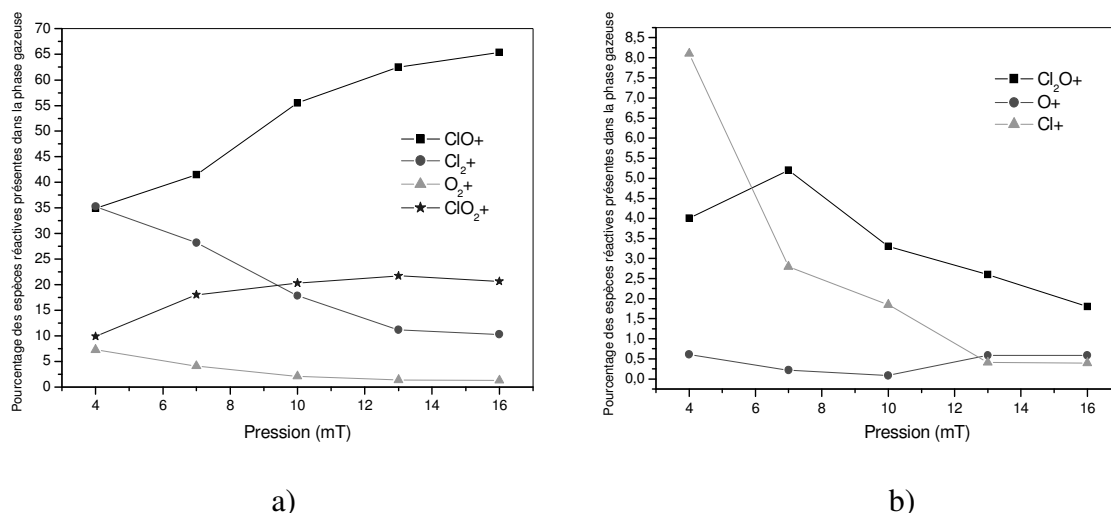 Pourcentage des espèces réactives présentes dans la phase gazeuse
70
65
60
55
50
45
40
35
30
25
20
15
10
5
0
4 6 8 10 12 14 16
Pression (mT)
ClO+
Cl2+
O2+
ClO2+
a)
Pourcentage des espèces réactives présentes dans la phase gazeuse
8,5
8,0
7,5
7,0
6,5
6,0
5,5
5,0
4,5
4,0
3,5
3,0
2,5
2,0
1,5
1,0
0,5
0,0
4 6 8 10 12 14 16
Pression (mT)
Cl2O+
O+
Cl+
b)